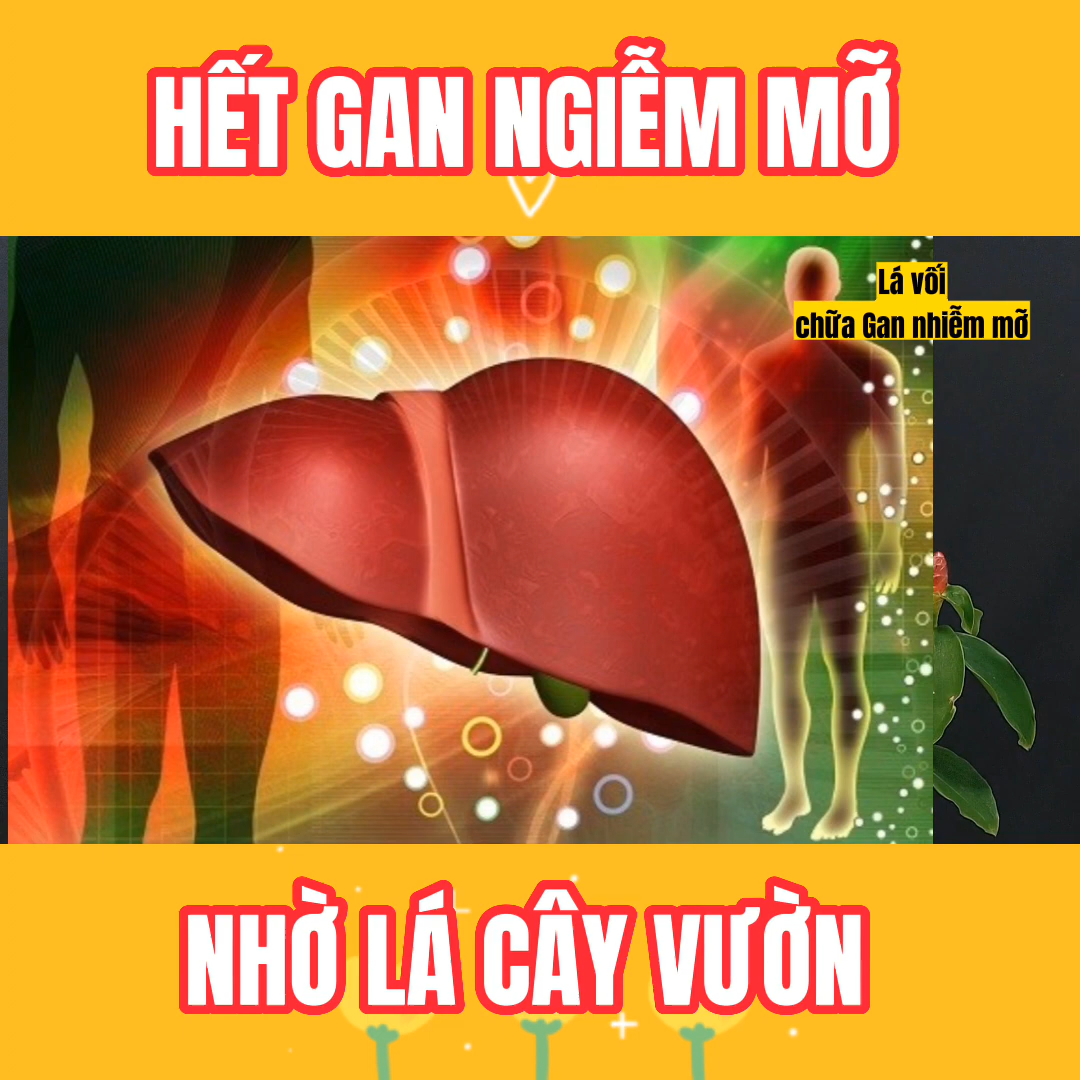 HẾT GAN NGIỄM MỠ
Lá vối
chữa Gan nhiễm mỡ
NHỜ LÁ CÂY VƯỜN